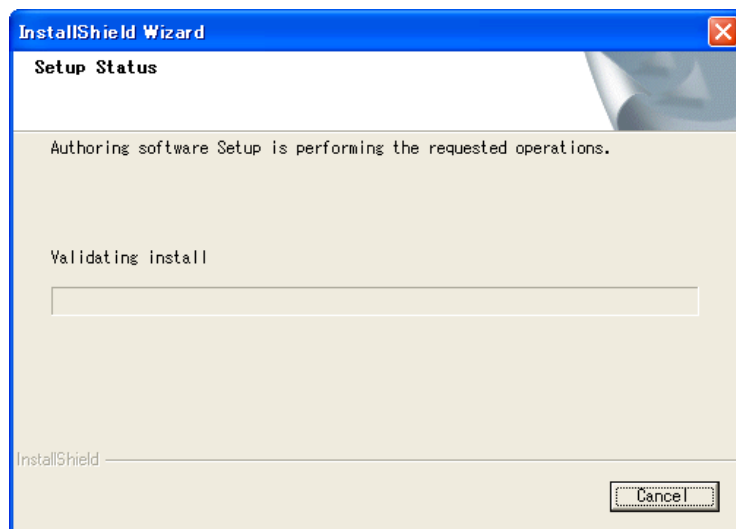 InstallShield Wizard
Setup Status
Authoring software Setup is performing the requested operations.
Validating install
InstallShield
Cancel